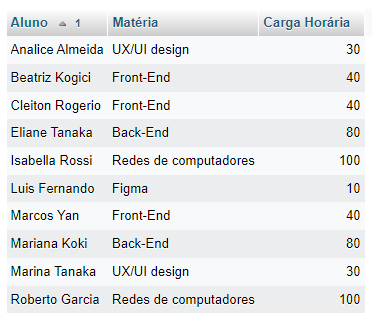 Aluno 1 Matéria Carga Horária
Analice Almeida UX/UI design 30
Beatriz Kogici Front-End 40
Cleiton Rogerio Front-End 40
Eliane Tanaka Back-End 80
Isabella Rossi Redes de computadores 100
Luis Fernando Figma 10
Marcos Yan Front-End 40
Mariana Koki Back-End 80
Marina Tanaka UX/UI design 30
Roberto Garcia Redes de computadores 100